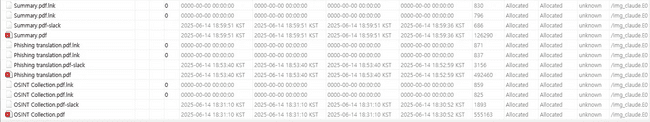 Summary.pdf.lnk 0 0000-00-00 00:00:00 0000-00-00 00:00:00 0000-00-00 00:00:00 0000-00-00 00:00:00 830 Allocated Allocated unknown /img_claude.E0
Summary.pdf.lnk 0 0000-00-00 00:00:00 0000-00-00 00:00:00 0000-00-00 00:00:00 0000-00-00 00:00:00 796 Allocated Allocated unknown /img_claude.E0
Summary.pdf-slack 2025-06-14 18:59:51 KST 2025-06-14 18:59:51 KST 2025-06-14 18:59:51 KST 2025-06-14 18:59:36 KST 686 Allocated Allocated unknown /img_claude.E0
Summary.pdf 2025-06-14 18:59:51 KST 2025-06-14 18:59:51 KST 2025-06-14 18:59:51 KST 2025-06-14 18:59:36 KST 126290 Allocated Allocated unknown /img_claude.E0
Phishing translation.pdf.lnk 0 0000-00-00 00:00:00 0000-00-00 00:00:00 0000-00-00 00:00:00 0000-00-00 00:00:00 871 Allocated Allocated unknown /img_claude.E0
Phishing translation.pdf.lnk 0 0000-00-00 00:00:00 0000-00-00 00:00:00 0000-00-00 00:00:00 0000-00-00 00:00:00 837 Allocated Allocated unknown /img_claude.E0
Phishing translation.pdf-slack 2025-06-14 18:53:40 KST 2025-06-14 18:53:40 KST 2025-06-14 18:53:40 KST 2025-06-14 18:52:59 KST 3156 Allocated Allocated unknown /img_claude.E0
Phishing translation.pdf 2025-06-14 18:53:40 KST 2025-06-14 18:53:40 KST 2025-06-14 18:53:40 KST 2025-06-14 18:52:59 KST 492460 Allocated Allocated unknown /img_claude.E0
OSINT Collection.pdf.lnk 0 0000-00-00 00:00:00 0000-00-00 00:00:00 0000-00-00 00:00:00 0000-00-00 00:00:00 859 Allocated Allocated unknown /img_claude.E0
OSINT Collection.pdf.lnk 0 0000-00-00 00:00:00 0000-00-00 00:00:00 0000-00-00 00:00:00 0000-00-00 00:00:00 825 Allocated Allocated unknown /img_claude.E0
OSINT Collection.pdf-slack 2025-06-14 18:31:10 KST 2025-06-14 18:31:10 KST 2025-06-14 18:31:10 KST 2025-06-14 18:30:52 KST 1893 Allocated Allocated unknown /img_claude.E0
OSINT Collection.pdf 2025-06-14 18:31:10 KST 2025-06-14 18:31:10 KST 2025-06-14 18:31:10 KST 2025-06-14 18:30:52 KST 555163 Allocated Allocated unknown /img_claude.E0